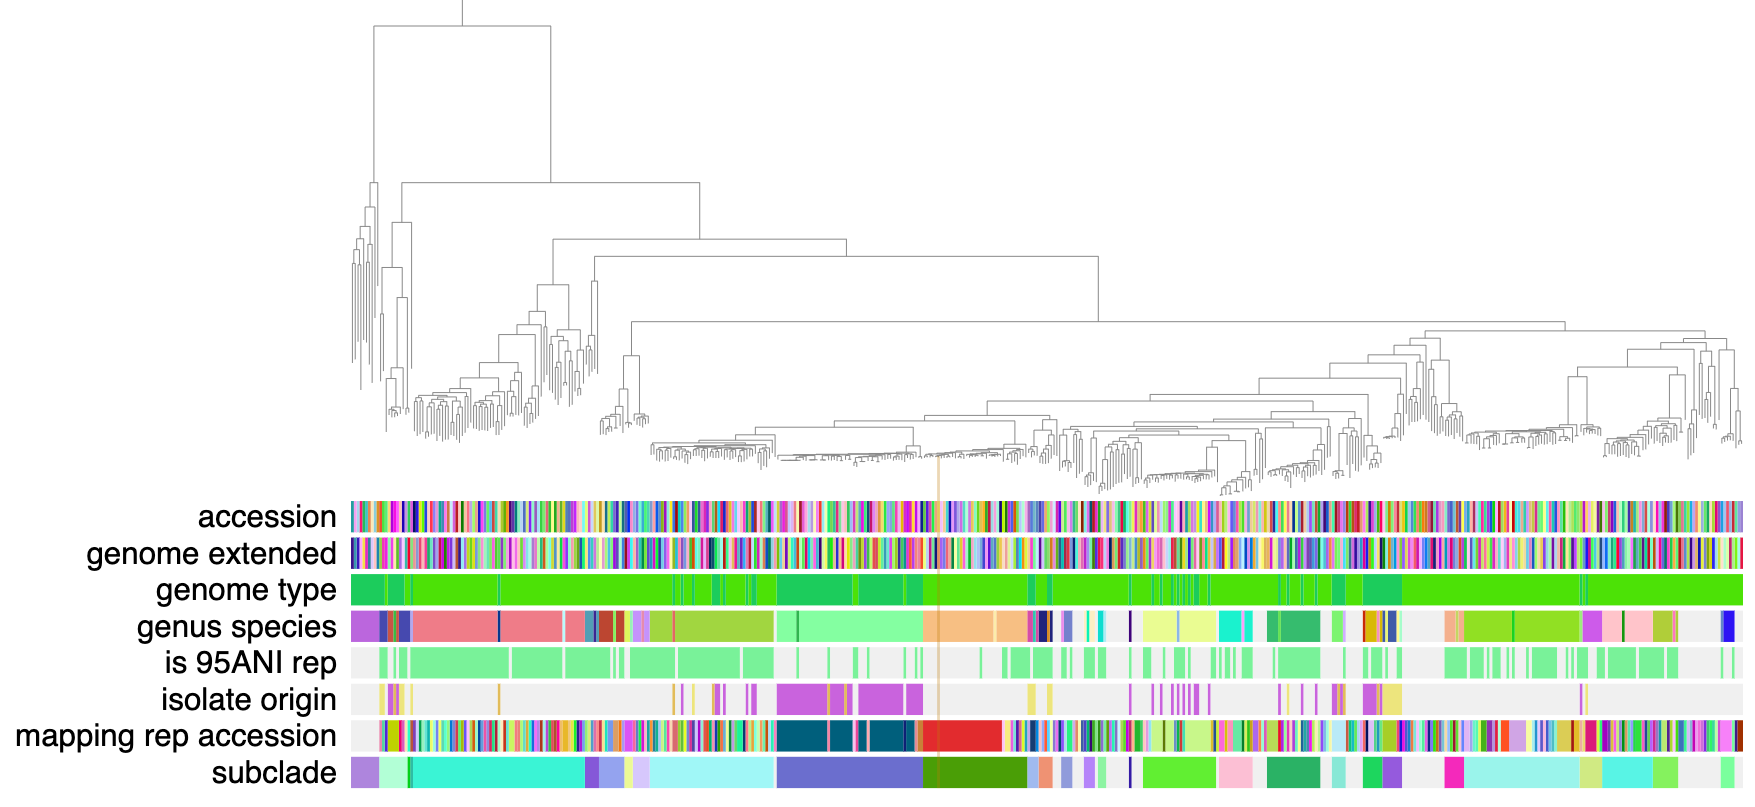 accession
genome extended
genome type
genus species
is 95ANI rep
isolate origin
mapping rep accession
subclade